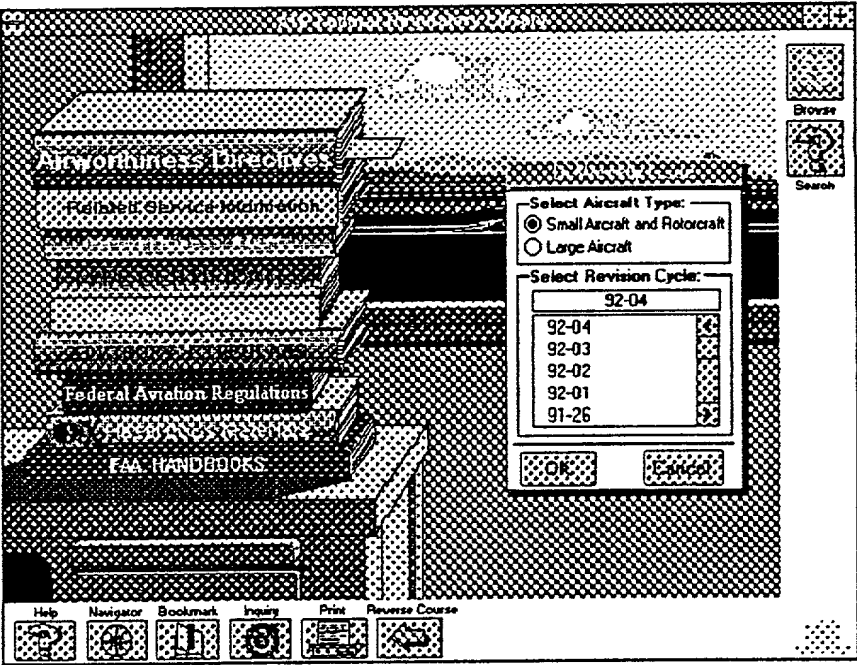 Browse
Search
Airworthiness Directives
Related Service Information
Federal Aviation Regulations
FAA HANDBOOKS
Select Aircraft Type:
Small Aircraft and Rotorcraft
Large Aircraft
Select Revision Cycle:
92-04
92-04
92-03
92-02
92-01
91-26
OK
Cancel
Help
Navigator
Bookmark
Inquiry
Print
Reverse Course